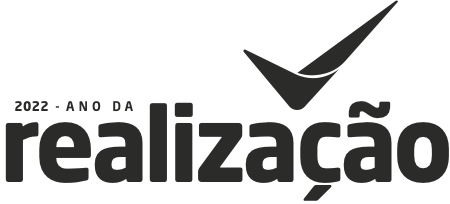 2022 - ANO DA
realização